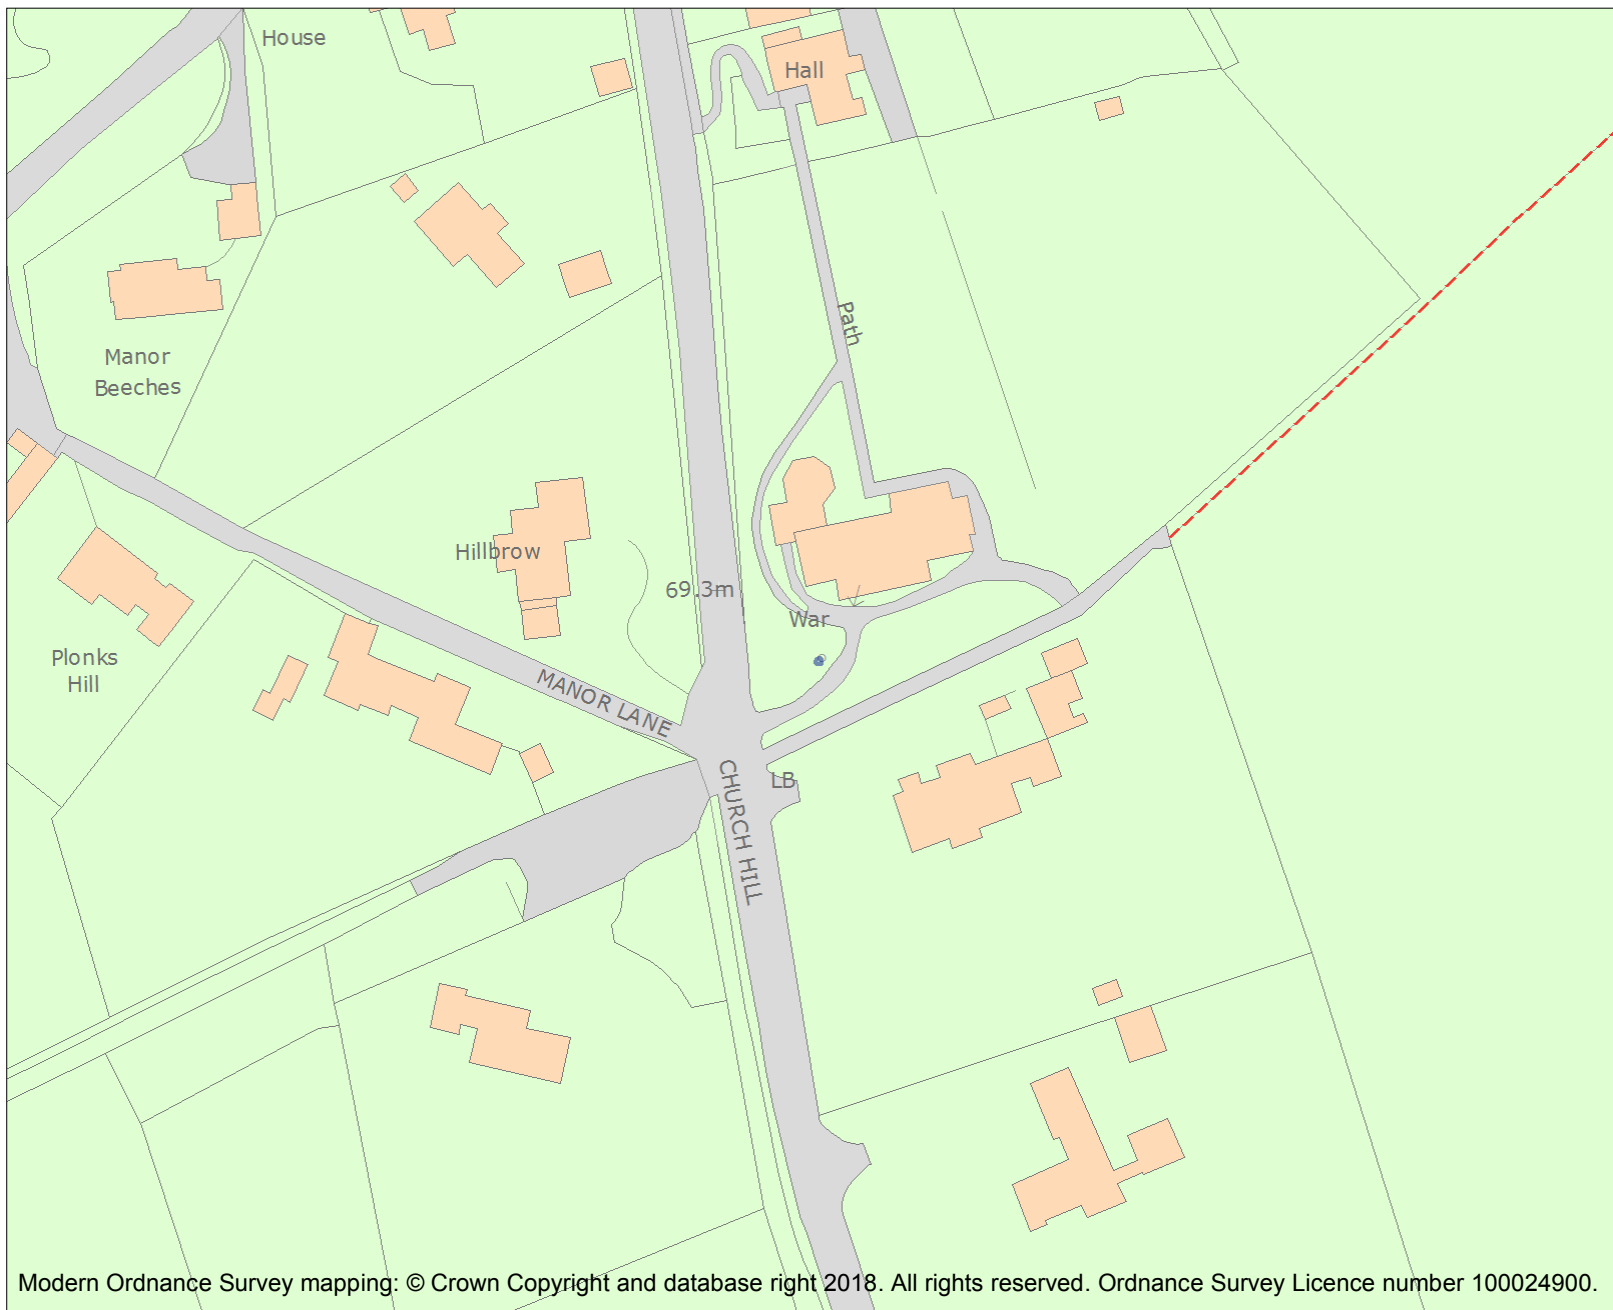 House
Hall
Path
Manor
Beeches
Hillbrow
69.3m
War
Plonks
Hill
MANOR LANE
LB
CHURCH HILL
Modern Ordnance Survey mapping: © Crown Copyright and database right 2018. All rights reserved. Ordnance Survey Licence number 100024900.